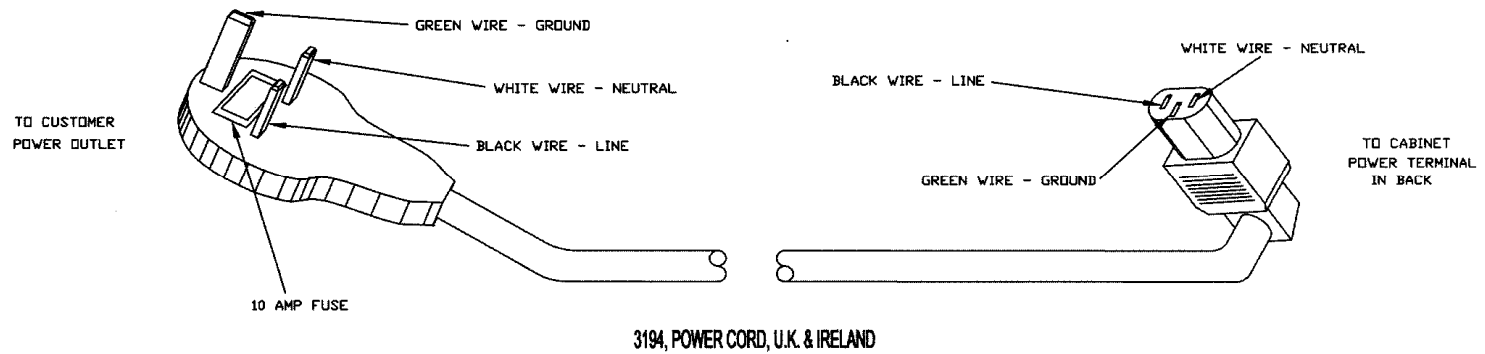 GREEN WIRE - GROUND
WHITE WIRE - NEUTRAL
BLACK WIRE - LINE
TO CUSTOMER
POWER OUTLET
10 AMP FUSE
WHITE WIRE - NEUTRAL
BLACK WIRE - LINE
GREEN WIRE - GROUND
TO CABINET
POWER TERMINAL
IN BACK
3194, POWER CORD, U.K. & IRELAND